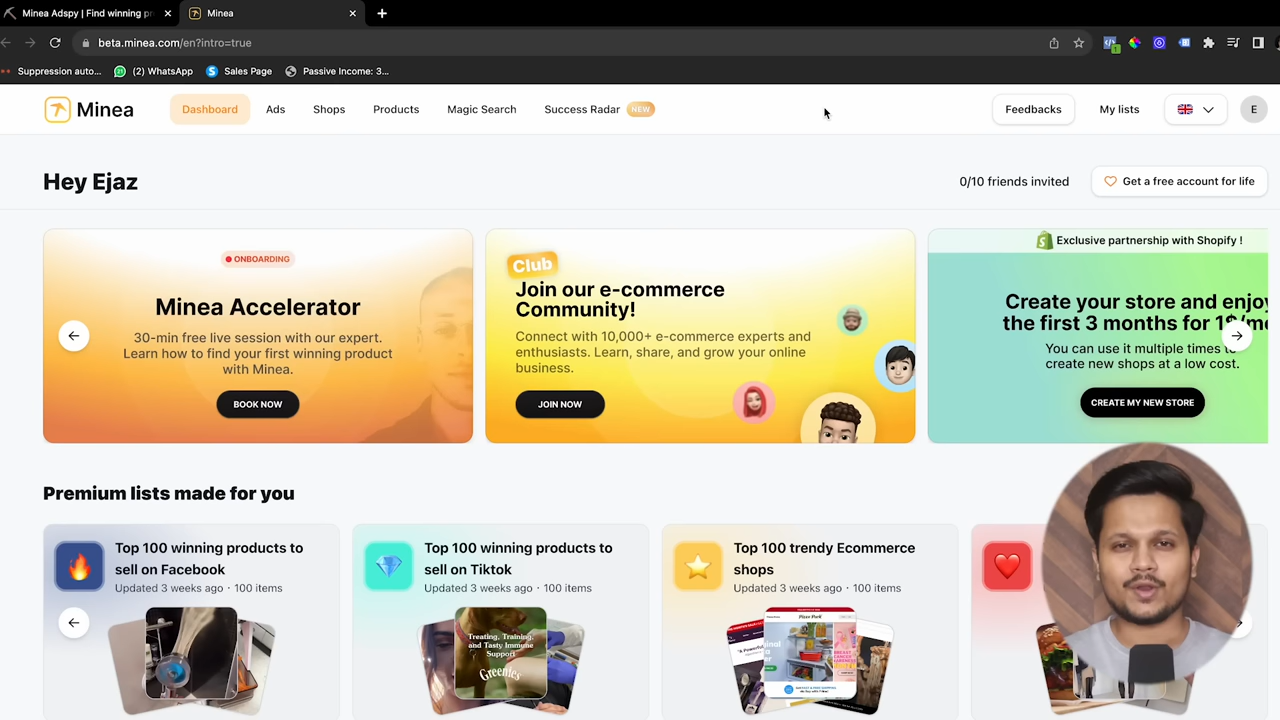 Minea Adspy | Find winning pr
Minea
beta.minea.com/en?intro=true
Suppression auto...
(2) WhatsApp
Sales Page
Passive Income: 3...
Minea
Dashboard
Ads
Shops
Products
Magic Search
Success Radar NEW
Feedbacks
My lists
E
Hey Ejaz
0/10 friends invited
Get a free account for life
ONBOARDING
Minea Accelerator
30-min free live session with our expert.
Learn how to find your first winning product
with Minea.
BOOK NOW
Club
Join our e-commerce
Community!
Connect with 10,000+ e-commerce experts and
enthusiasts. Learn, share, and grow your online
business.
JOIN NOW
Exclusive partnership with Shopify !
Create your store and enjoy
the first 3 months for 1$/m
You can use it multiple times to
create new shops at a low cost.
CREATE MY NEW STORE
Premium lists made for you
Top 100 winning products to
sell on Facebook
Updated 3 weeks ago · 100 items
Top 100 winning products to
sell on Tiktok
Updated 3 weeks ago · 100 items
Treating, Training,
and Tasty Immune
Support
Greenies
Top 100 trendy Ecommerce
shops
Updated 3 weeks ago · 100 items